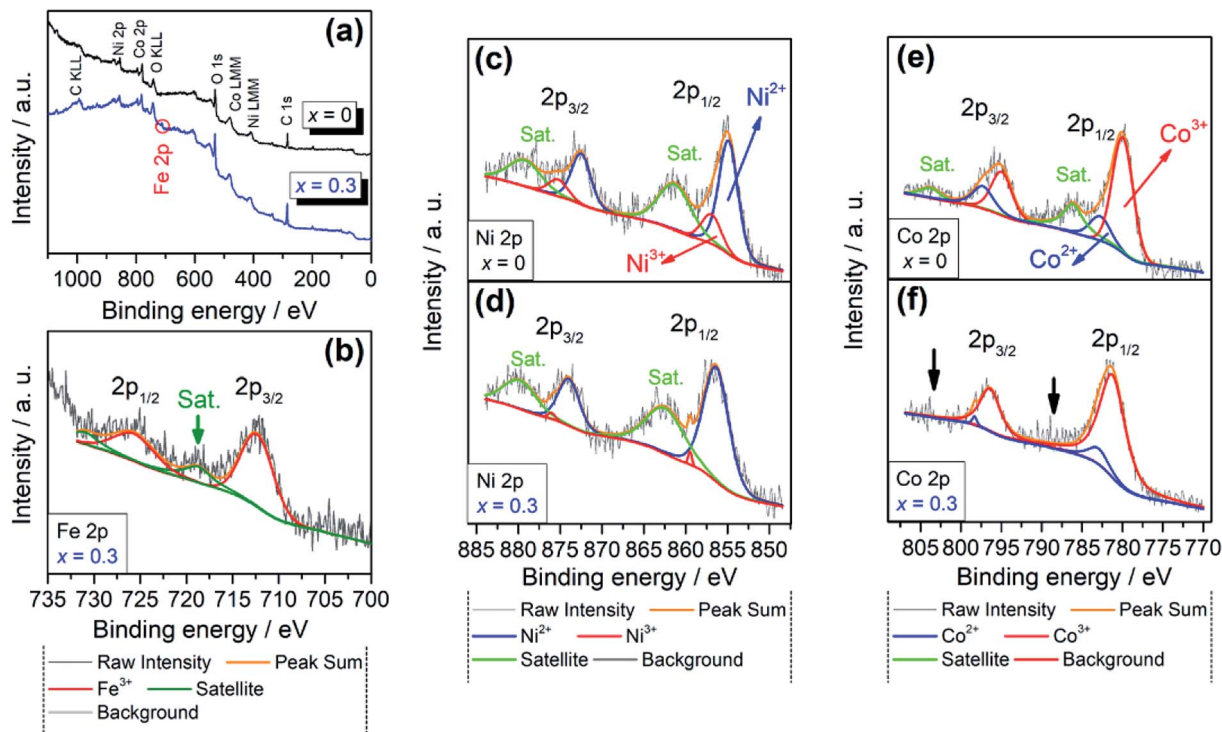 (a)
Intensity / a.u.
C KLL
Ni 2p
Co 2p
O KLL
O 1s
Co LMM
Ni LMM
C 1s
x = 0
Fe 2p
x = 0.3
1000 800 600 400 200 0
Binding energy / eV
(b)
Intensity / a.u.
2p1/2
Sat.
2p3/2
Fe 2p
x = 0.3
735 730 725 720 715 710 705 700
Binding energy / eV
Raw Intensity Peak Sum
Fe3+ Satellite
Background
(c)
Intensity / a. u.
2p3/2
2p1/2
Ni2+
Sat.
Sat.
Ni 2p
x = 0
Ni3+
(d)
2p3/2
2p1/2
Sat.
Sat.
Ni 2p
x = 0.3
885 880 875 870 865 860 855 850
Binding energy / eV
Raw Intensity Peak Sum
Ni2+ Ni3+
Satellite Background
(e)
Intensity / a. u.
2p3/2
2p1/2
Co3+
Sat.
Sat.
Co 2p
x = 0
Co2+
(f)
2p3/2
2p1/2
Co 2p
x = 0.3
805 800 795 790 785 780 775 770
Binding energy / eV
Raw Intensity Peak Sum
Co2+ Co3+
Satellite Background